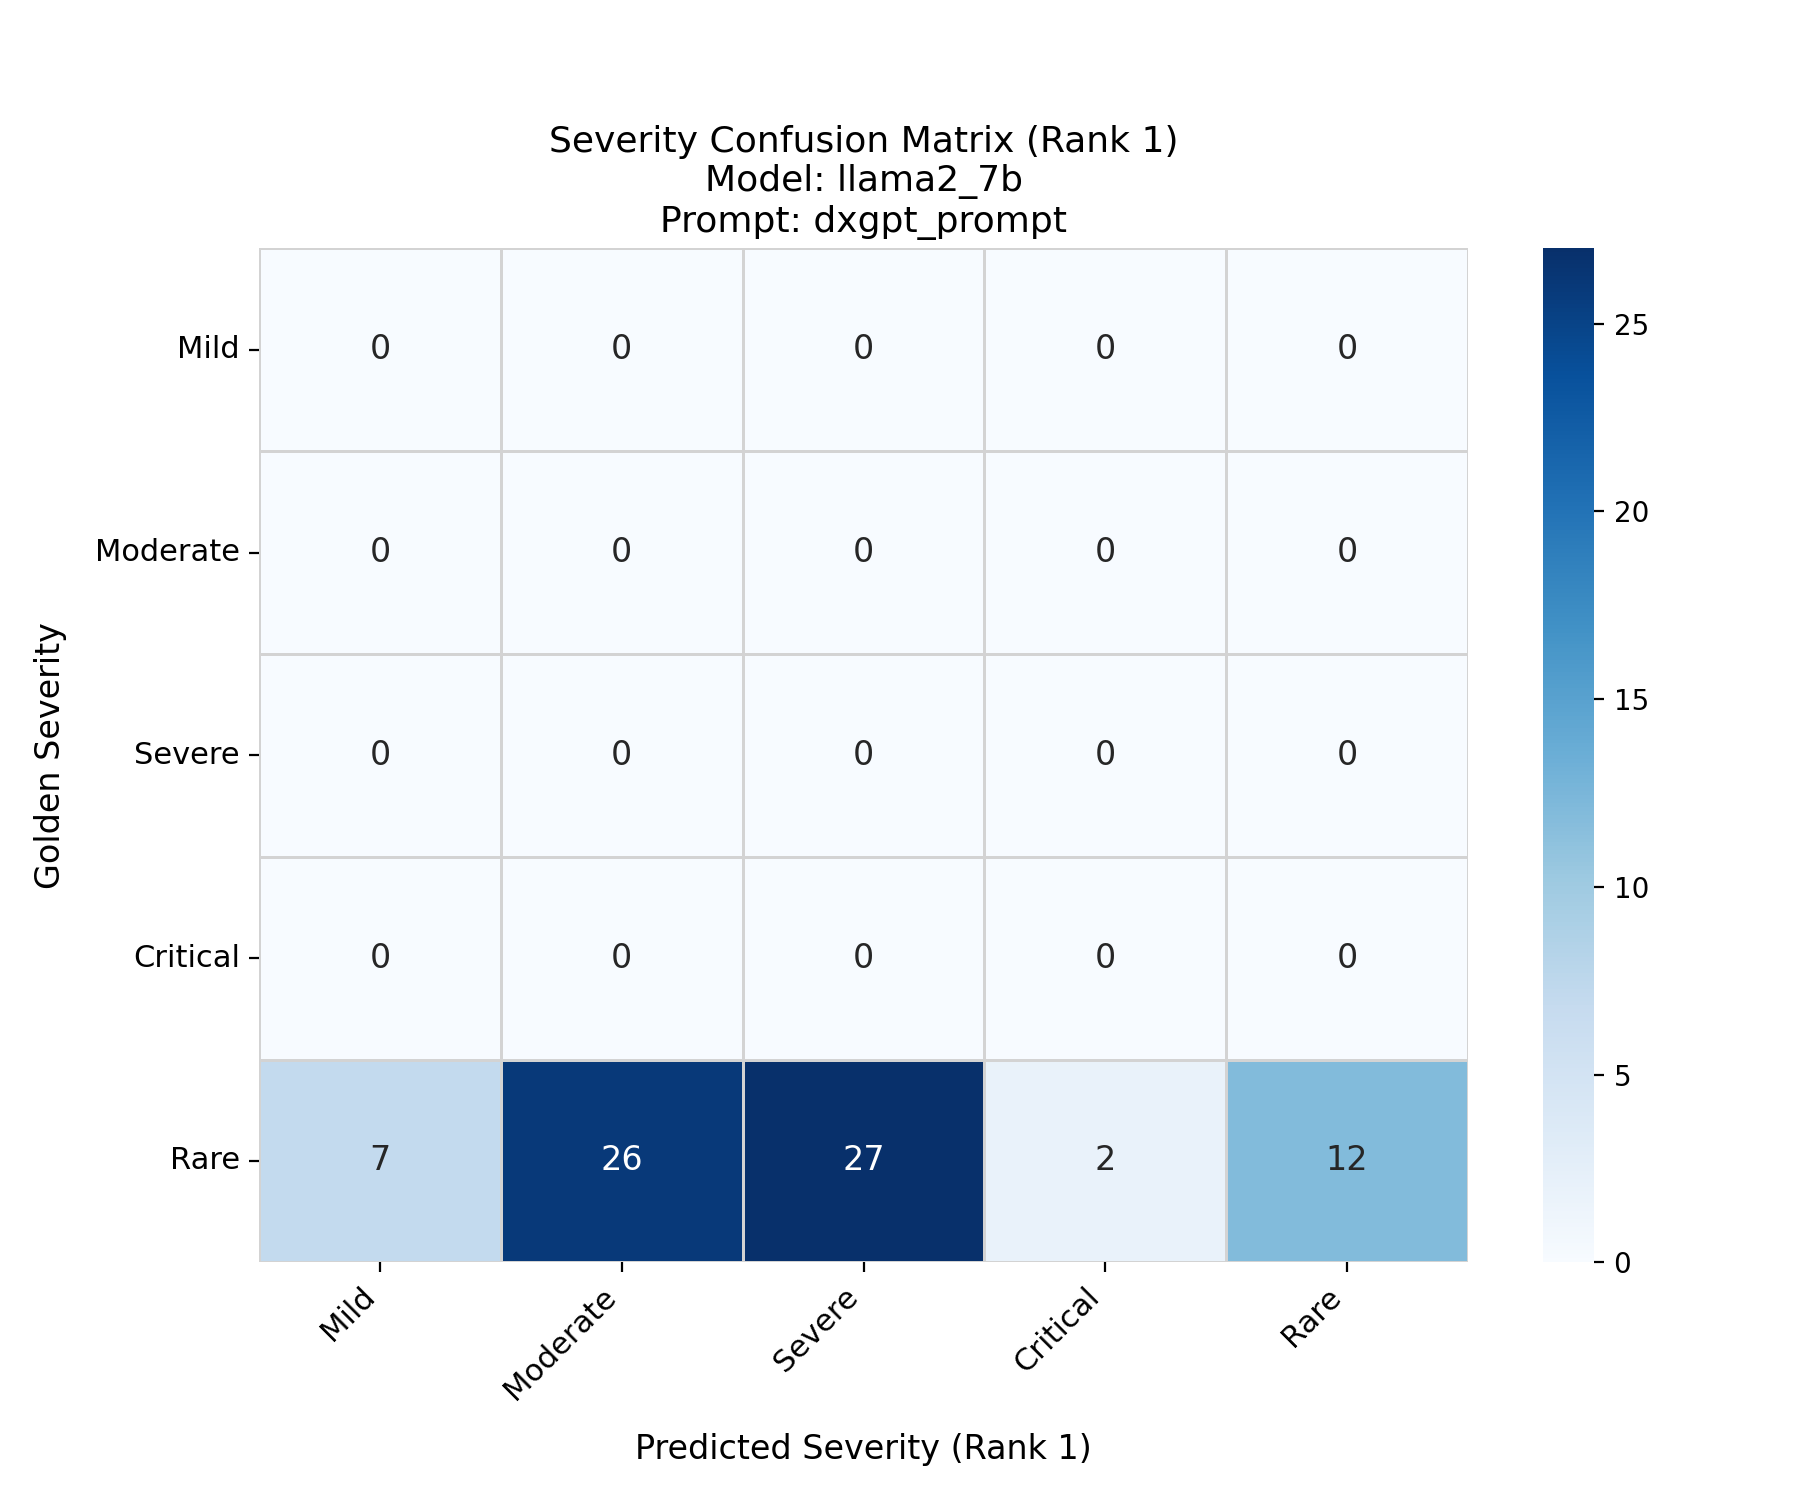 Severity Confusion Matrix (Rank 1)
Model: llama2_7b
Prompt: dxgpt_prompt
Golden Severity
Mild 0 0 0 0 0
Moderate 0 0 0 0 0
Severe 0 0 0 0 0
Critical 0 0 0 0 0
Rare 7 26 27 2 12
Mild Moderate Severe Critical Rare
Predicted Severity (Rank 1)
25
20
15
10
5
0